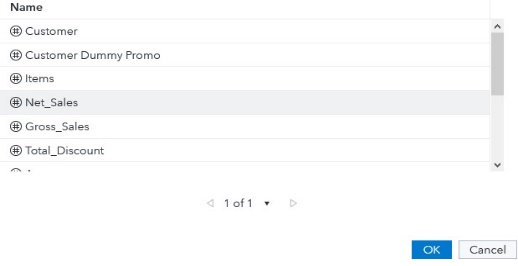 Name
Customer
Customer Dummy Promo
Items
Net_Sales
Gross_Sales
Total_Discount
1 of 1
OK Cancel